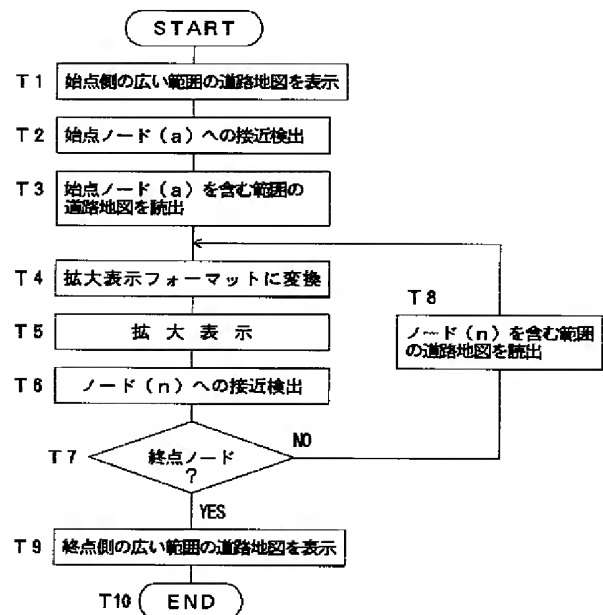 START
T1 始点側の広い範囲の道路地図を表示
T2 始点ノード(a)への接近検出
T3 始点ノード(a)を含む範囲の
道路地図を読出
T4 拡大表示フォーマットに変換
T8
ノード(n)を含む範囲
の道路地図を読出
T5 拡大表示
T6 ノード(n)への接近検出
T7 終点ノード
?
NO
YES
T9 終点側の広い範囲の道路地図を表示
T10 END